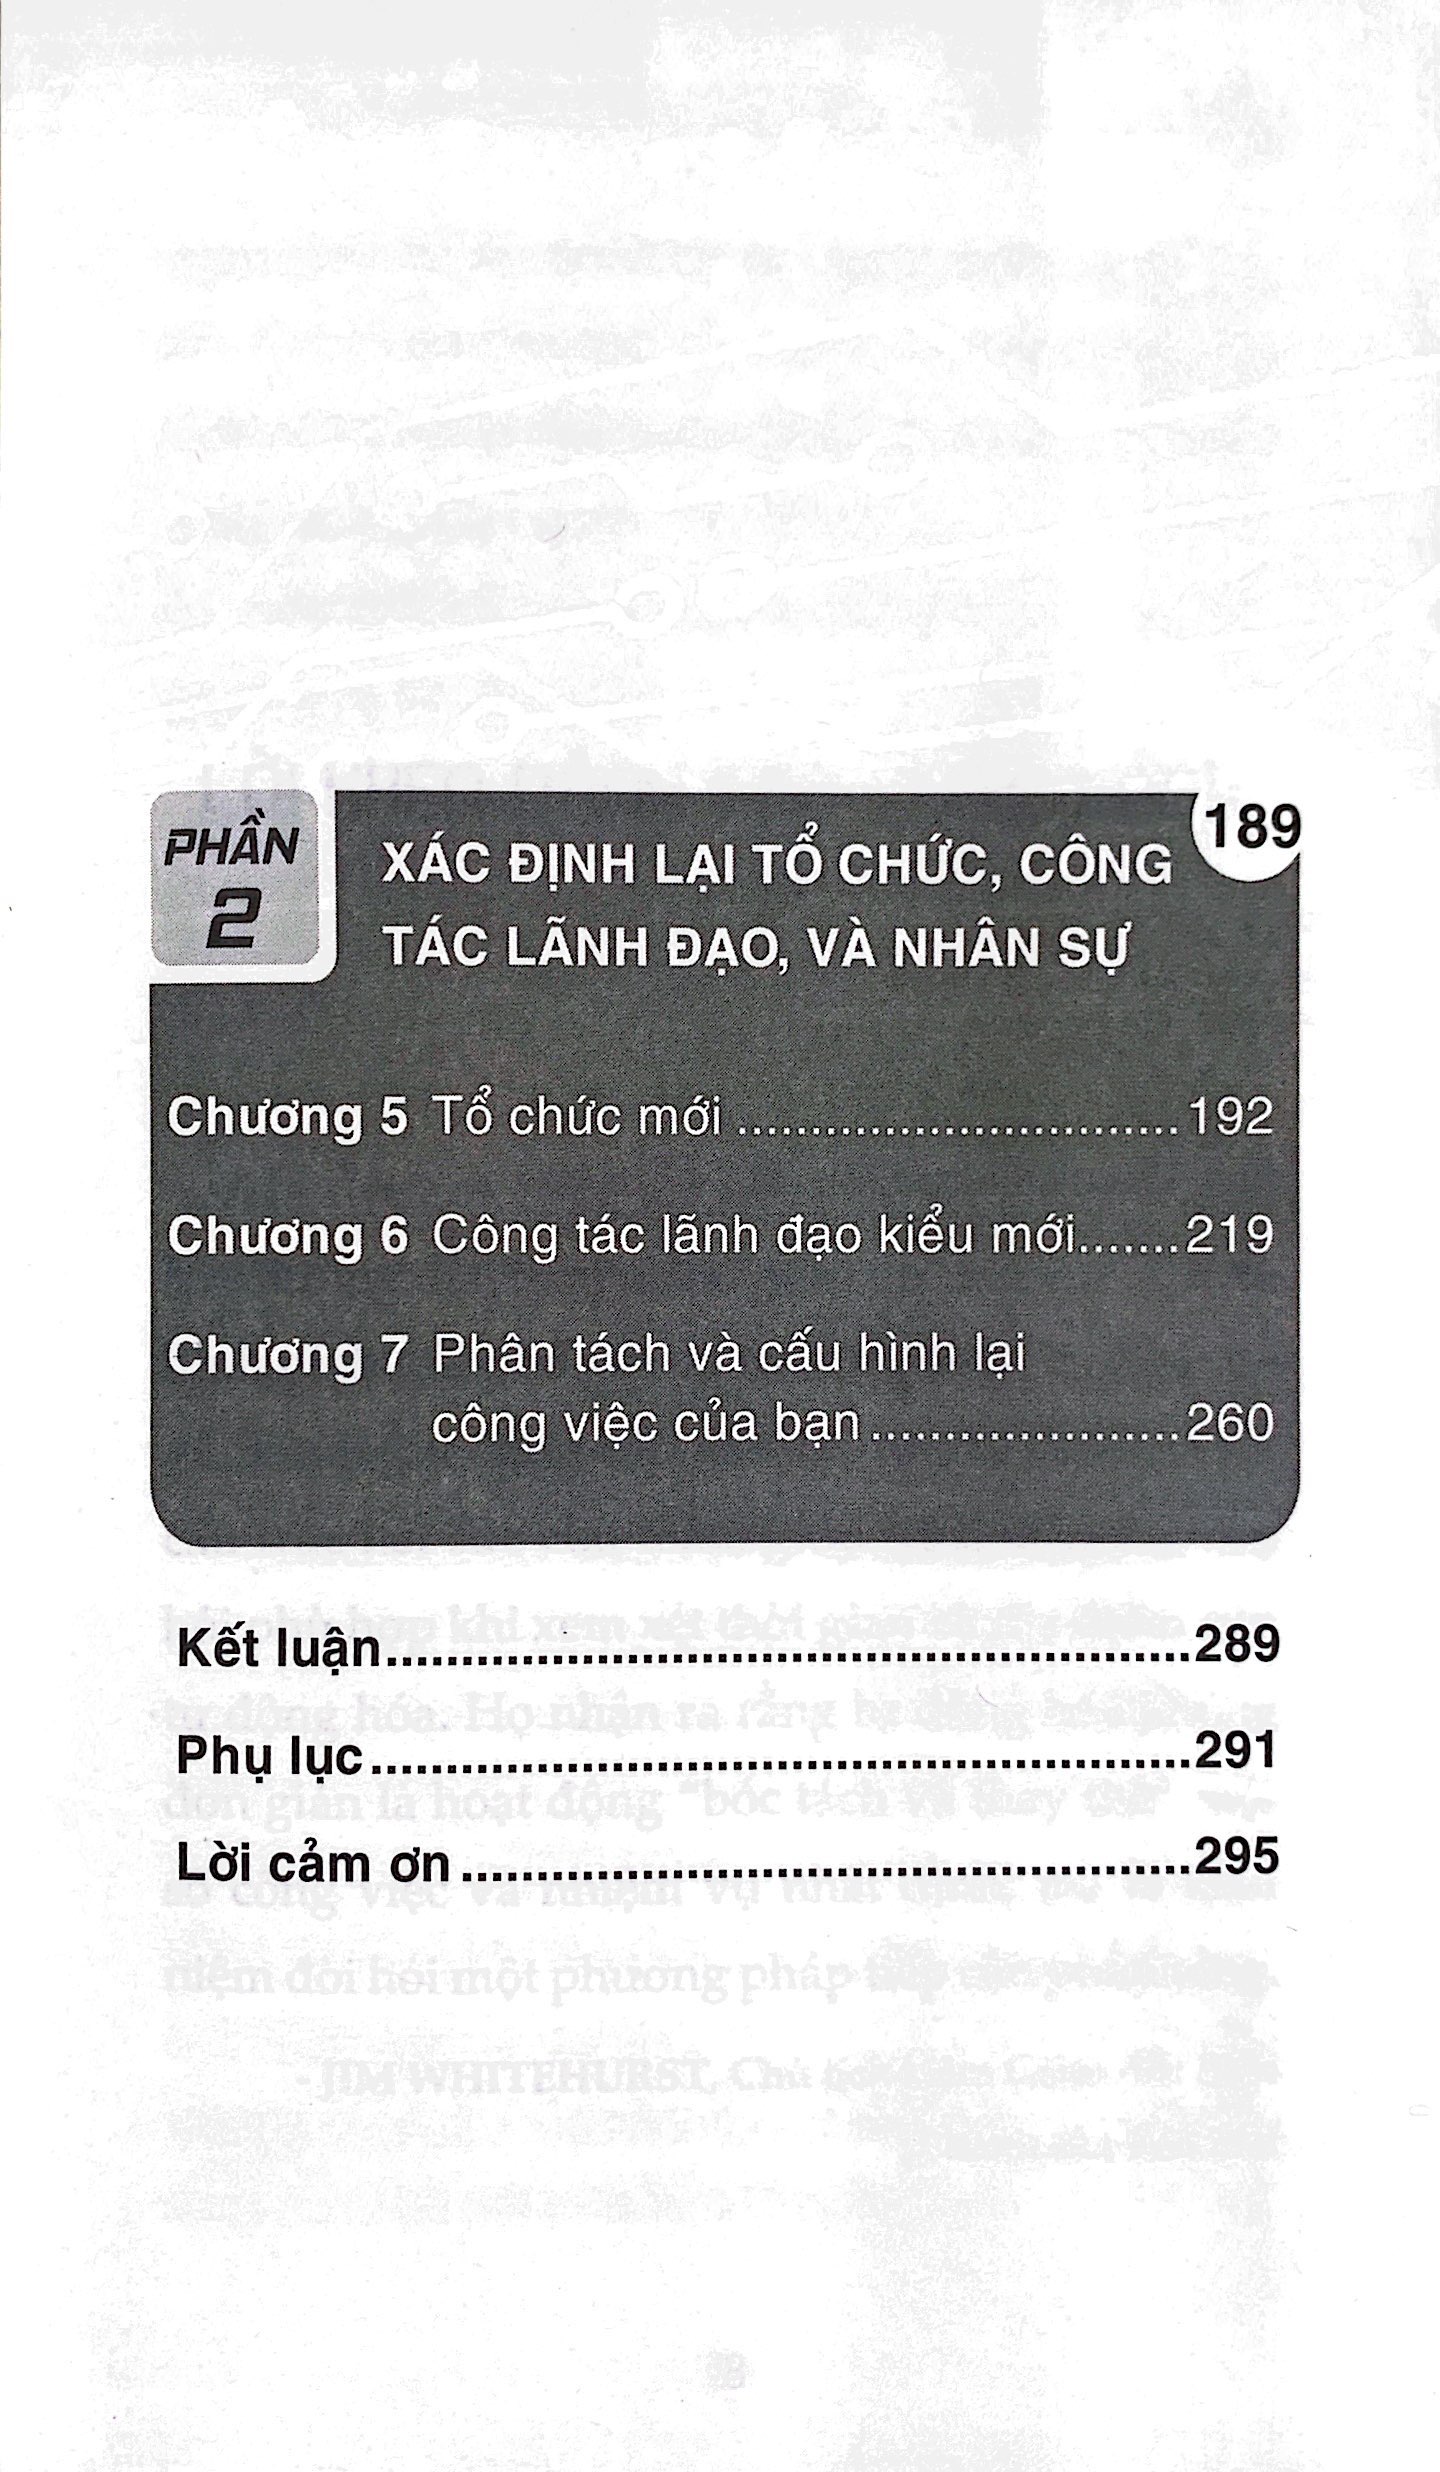 PHẦN
2
189
XÁC ĐỊNH LẠI TỔ CHỨC, CÔNG
TÁC LÃNH ĐẠO, VÀ NHÂN SỰ
Chương 5 Tổ chức mới .............................. 192
Chương 6 Công tác lãnh đạo kiểu mới.......219
Chương 7 Phân tách và cấu hình lại
công việc của bạn .....................260
Kết luận......................................................289
Phụ lục.......................................................291
Lời cảm ơn .................................................295